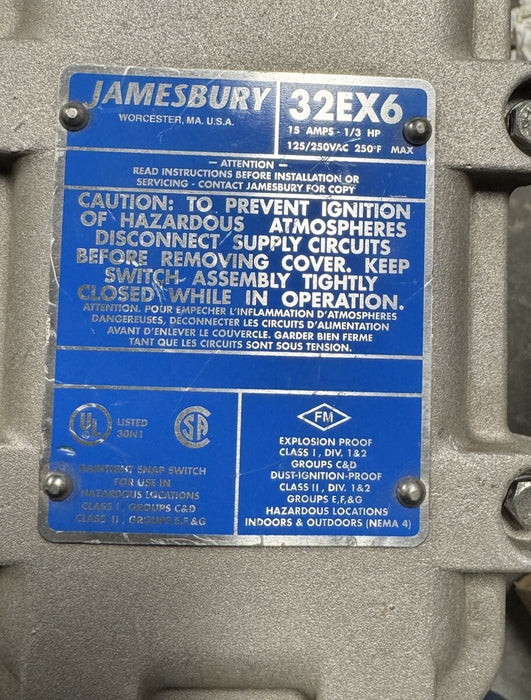 JAMESBURY
WORCESTER, MA. U.S.A.
32EX6
15 AMPS - 1/3 HP
125/250VAC 250°F MAX
— ATTENTION —
READ INSTRUCTIONS BEFORE INSTALLATION OR
SERVICING - CONTACT JAMESBURY FOR COPY
CAUTION: TO PREVENT IGNITION
OF HAZARDOUS ATMOSPHERES
DISCONNECT SUPPLY CIRCUITS
BEFORE REMOVING COVER. KEEP
SWITCH ASSEMBLY TIGHTLY
CLOSED WHILE IN OPERATION.
ATTENTION. POUR EMPECHER L'INFLAMMATION D'ATMOSPHERES
DANGEREUSES, DECONNECTER LES CIRCUITS D'ALIMENTATION
AVANT D'ENLEVER LE COUVERCLE. GARDER BIEN FERME
TANT QUE LES CIRCUITS SONT SOUS TENSION.
UL
LISTED
30N1
SA
SNAP SWITCH
FOR USE IN
HAZARDOUS LOCATIONS
CLASS I, GROUPS C&D
CLASS II, GROUPS E,F,&G
FM
EXPLOSION PROOF
CLASS I, DIV. 1&2
GROUPS C&D
DUST-IGNITION-PROOF
CLASS II, DIV. 1&2
GROUPS E,F,&G
HAZARDOUS LOCATIONS
INDOORS & OUTDOORS (NEMA 4)